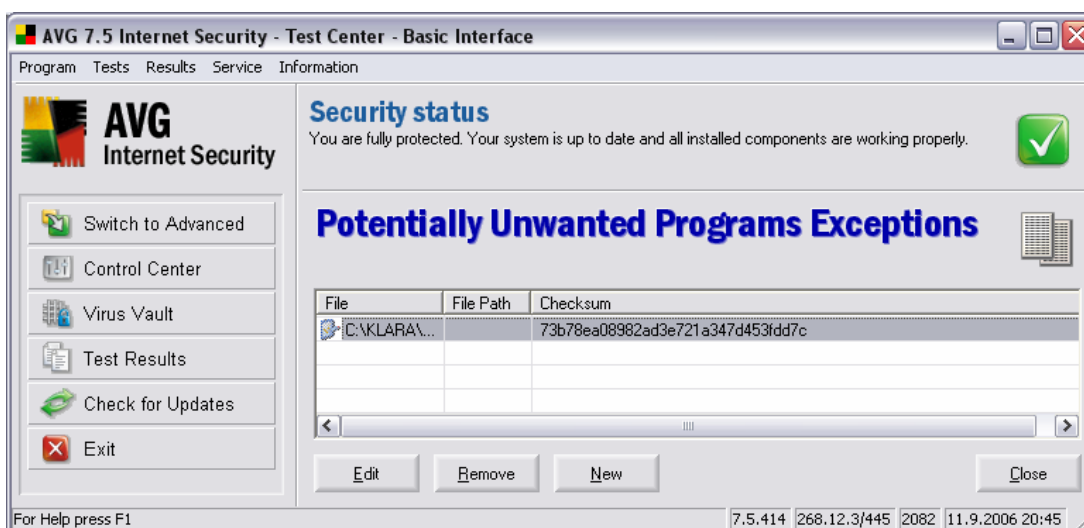 AVG 7.5 Internet Security - Test Center - Basic Interface
Program Tests Results Service Information
AVG
Internet Security
Security status
You are fully protected. Your system is up to date and all installed components are working properly.
Switch to Advanced
Control Center
Virus Vault
Test Results
Check for Updates
Exit
Potentially Unwanted Programs Exceptions
File File Path Checksum
C:\KLARA\... 73b78ea08982ad3e721a347d453fdd7c
Edit Remove New Close
For Help press F1 7.5.414 268.12.3/445 2082 11.9.2006 20:45